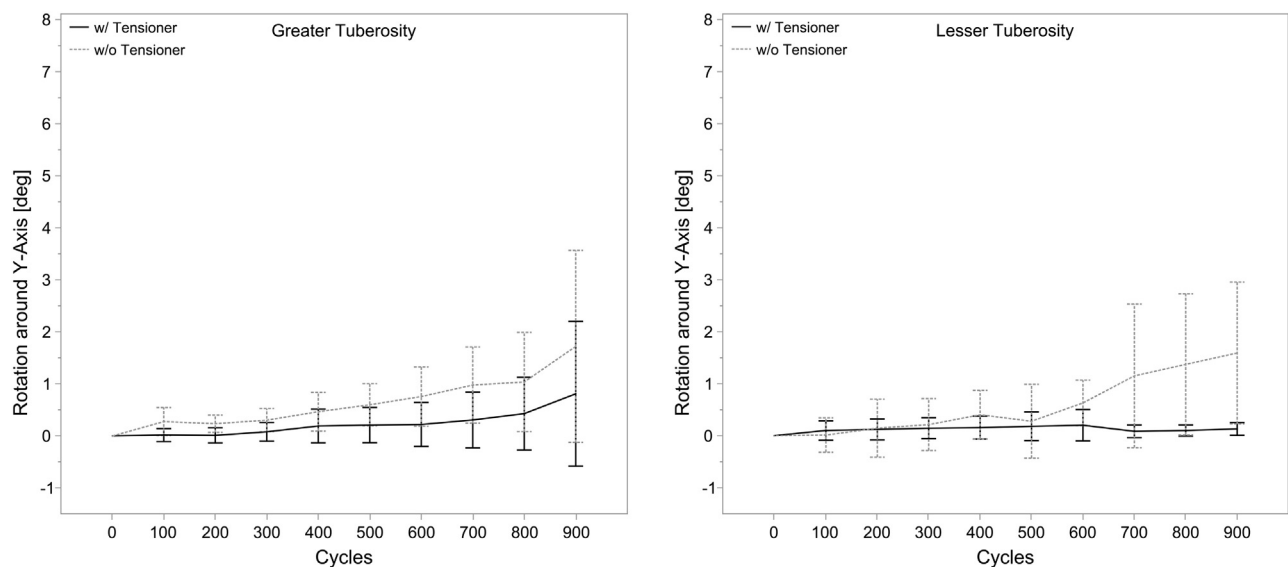 Greater Tuberosity
w/ Tensioner
w/o Tensioner
Rotation around Y-Axis [deg]
8
7
6
5
4
3
2
1
0
-1
0 100 200 300 400 500 600 700 800 900
Cycles
Lesser Tuberosity
w/ Tensioner
w/o Tensioner
Rotation around Y-Axis [deg]
8
7
6
5
4
3
2
1
0
-1
0 100 200 300 400 500 600 700 800 900
Cycles